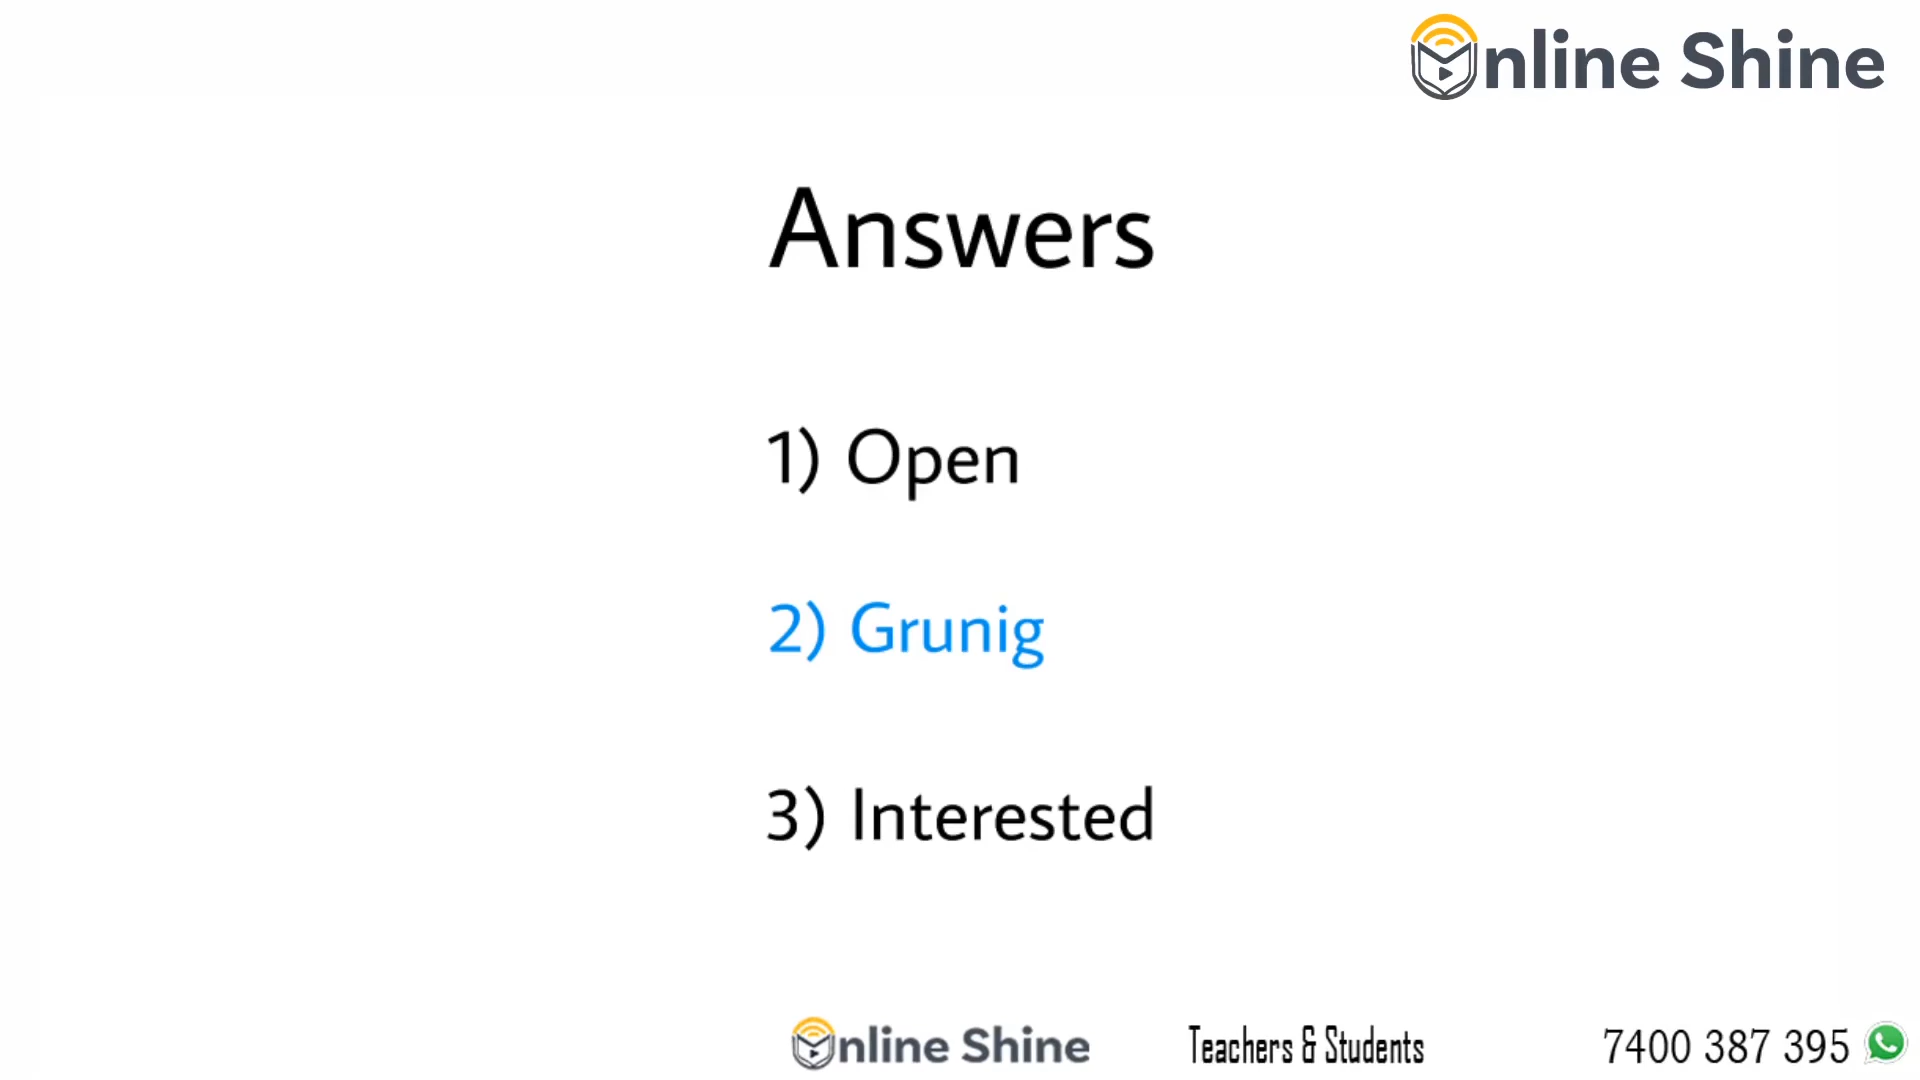 Online Shine
Answers
1) Open
2) Grunig
3) Interested
Online Shine
Teachers & Students
7400 387 395